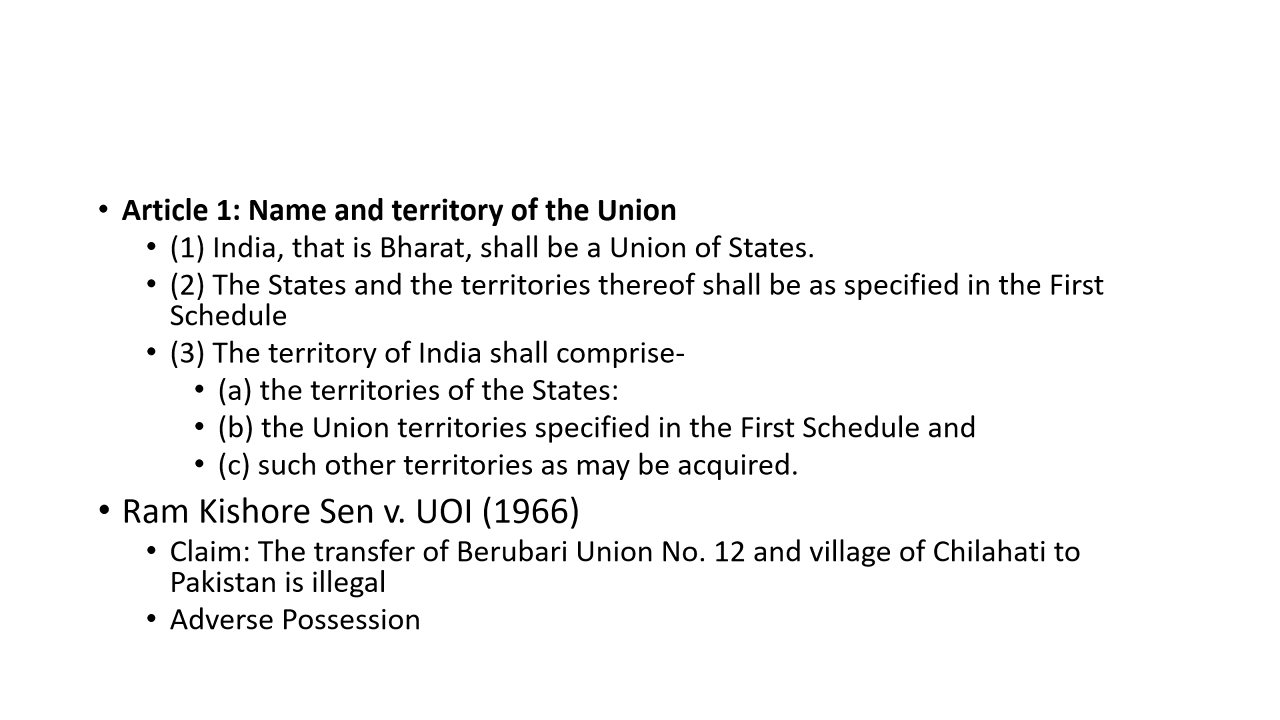 • Article 1: Name and territory of the Union
• (1) India, that is Bharat, shall be a Union of States.
• (2) The States and the territories thereof shall be as specified in the First
Schedule
• (3) The territory of India shall comprise-
• (a) the territories of the States:
• (b) the Union territories specified in the First Schedule and
• (c) such other territories as may be acquired.
• Ram Kishore Sen v. UOI (1966)
• Claim: The transfer of Berubari Union No. 12 and village of Chilahati to
Pakistan is illegal
• Adverse Possession